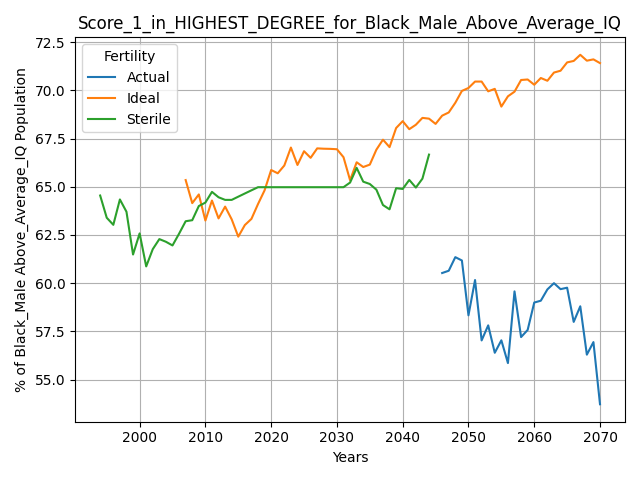 Score_1_in_HIGHEST_DEGREE_for_Black_Male_Above_Average_IQ
% of Black_Male Above_Average_IQ Population
72.5
70.0
67.5
65.0
62.5
60.0
57.5
55.0
Fertility
Actual
Ideal
Sterile
2000 2010 2020 2030 2040 2050 2060 2070
Years